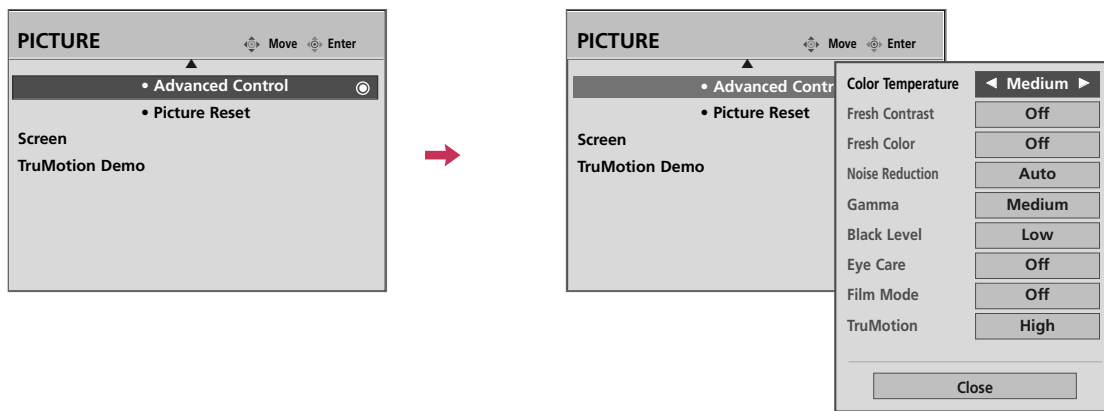 PICTURE
Move Enter
• Advanced Control
• Picture Reset
Screen
TruMotion Demo
PICTURE
Move Enter
• Advanced Contr
• Picture Reset
Screen
TruMotion Demo
Color Temperature Medium
Fresh Contrast Off
Fresh Color Off
Noise Reduction Auto
Gamma Medium
Black Level Low
Eye Care Off
Film Mode Off
TruMotion High
Close